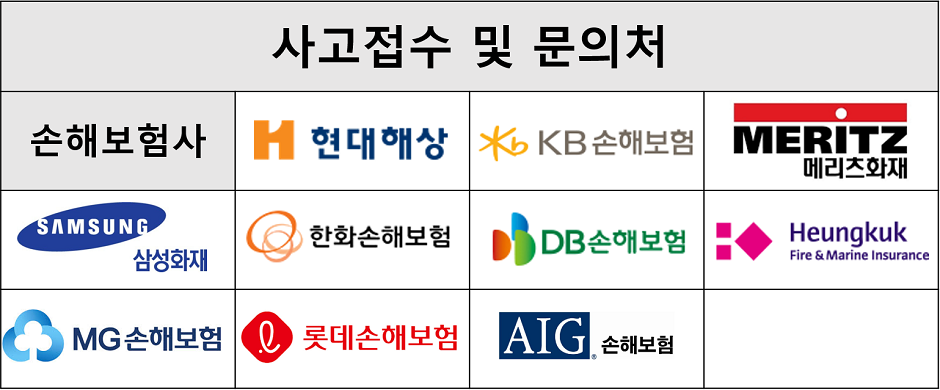 사고접수 및 문의처
손해보험사
현대해상
KB 손해보험
MERITZ
메리츠화재
SAMSUNG
삼성화재
한화손해보험
DB손해보험
Heungkuk
Fire & Marine Insurance
MG손해보험
롯데손해보험
AIG® 손해보험